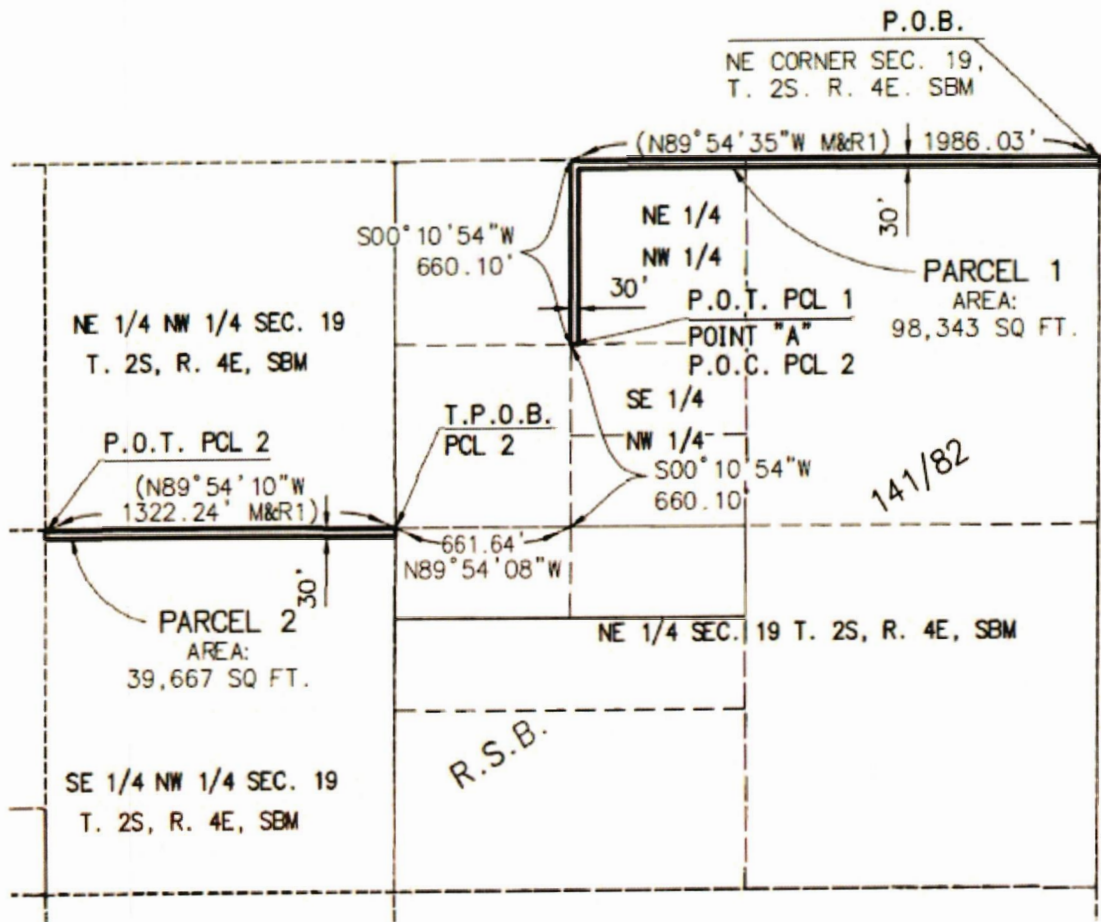 P.O.B.
NE CORNER SEC. 19,
T. 2S. R. 4E. SBM
(N89°54'35"W M&R1) 1986.03'
30'
S00°10'54"W
660.10'
NE 1/4
NW 1/4
30'
PARCEL 1
AREA:
98,343 SQ FT.
P.O.T. PCL 1
POINT "A"
P.O.C. PCL 2
NE 1/4 NW 1/4 SEC. 19
T. 2S, R. 4E, SBM
SE 1/4
NW 1/4
T.P.O.B.
PCL 2
P.O.T. PCL 2
(N89°54'10"W
1322.24' M&R1)
S00°10'54"W
660.10'
141/82
661.64'
N89°54'08"W
30'
PARCEL 2
AREA:
39,667 SQ FT.
NE 1/4 SEC. 19 T. 2S, R. 4E, SBM
R.S.B.
SE 1/4 NW 1/4 SEC. 19
T. 2S, R. 4E, SBM